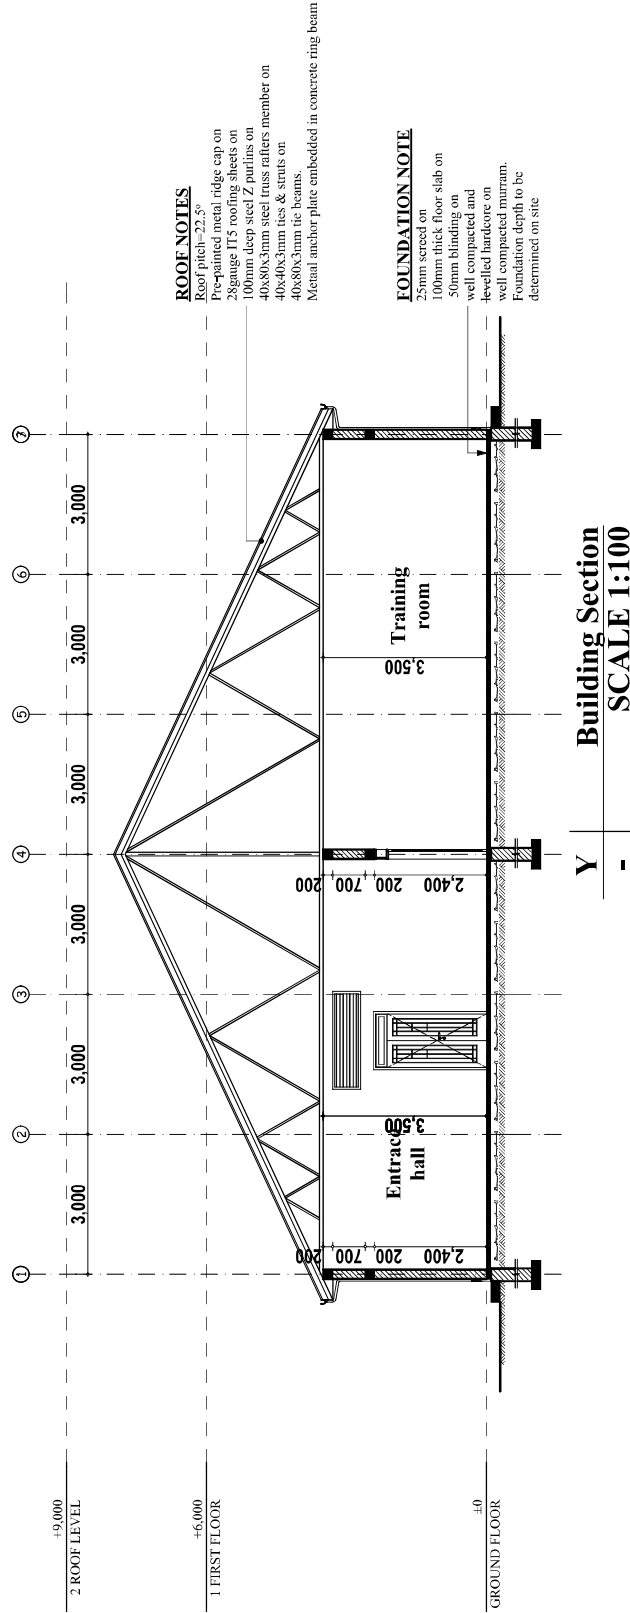 +9,000
2 ROOF LEVEL
+6,000
1 FIRST FLOOR
±0
GROUND FLOOR
1
2
3
4
5
6
7
3,000
3,000
3,000
3,000
3,000
3,000
ROOF NOTES
Roof pitch=22.5°
Pre-painted metal ridge cap on
28gauge IT5 roofing sheets on
100mm deep steel Z purlins on
40x80x3mm steel truss rafters member on
40x40x3mm ties & struts on
40x80x3mm tie beams.
Metaal anchor plate embedded in concrete ring beam
200
700
200
2,400
Entrace
hall
3,500
200
700
200
2,400
3,500
Training
room
FOUNDATION NOTE
25mm screed on
100mm thick floor slab on
50mm blinding on
well compacted and
levelled hardcore on
well compacted murram.
Foundation depth to be
determined on site
Y
-
Building Section
SCALE 1:100